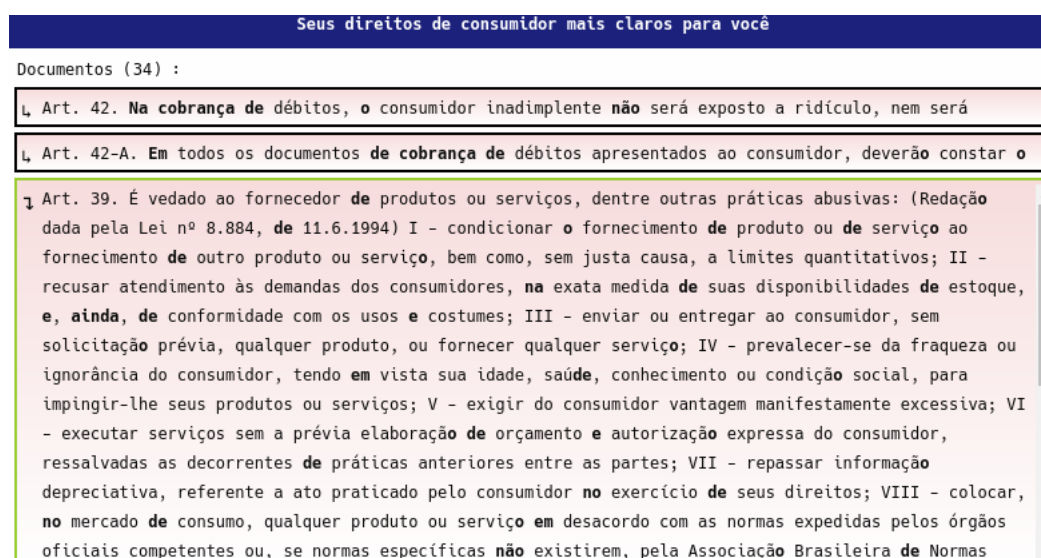 Seus direitos de consumidor mais claros para você
Documentos (34) :
↳ Art. 42. Na cobrança de débitos, o consumidor inadimplente não será exposto a ridículo, nem será
↳ Art. 42-A. Em todos os documentos de cobrança de débitos apresentados ao consumidor, deverão constar o
↴ Art. 39. É vedado ao fornecedor de produtos ou serviços, dentre outras práticas abusivas: (Redação
dada pela Lei nº 8.884, de 11.6.1994) I - condicionar o fornecimento de produto ou de serviço ao
fornecimento de outro produto ou serviço, bem como, sem justa causa, a limites quantitativos; II -
recusar atendimento às demandas dos consumidores, na exata medida de suas disponibilidades de estoque,
e, ainda, de conformidade com os usos e costumes; III - enviar ou entregar ao consumidor, sem
solicitação prévia, qualquer produto, ou fornecer qualquer serviço; IV - prevalecer-se da fraqueza ou
ignorância do consumidor, tendo em vista sua idade, saúde, conhecimento ou condição social, para
impingir-lhe seus produtos ou serviços; V - exigir do consumidor vantagem manifestamente excessiva; VI
- executar serviços sem a prévia elaboração de orçamento e autorização expressa do consumidor,
ressalvadas as decorrentes de práticas anteriores entre as partes; VII - repassar informação
depreciativa, referente a ato praticado pelo consumidor no exercício de seus direitos; VIII - colocar,
no mercado de consumo, qualquer produto ou serviço em desacordo com as normas expedidas pelos órgãos
oficiais competentes ou, se normas específicas não existirem, pela Associação Brasileira de Normas